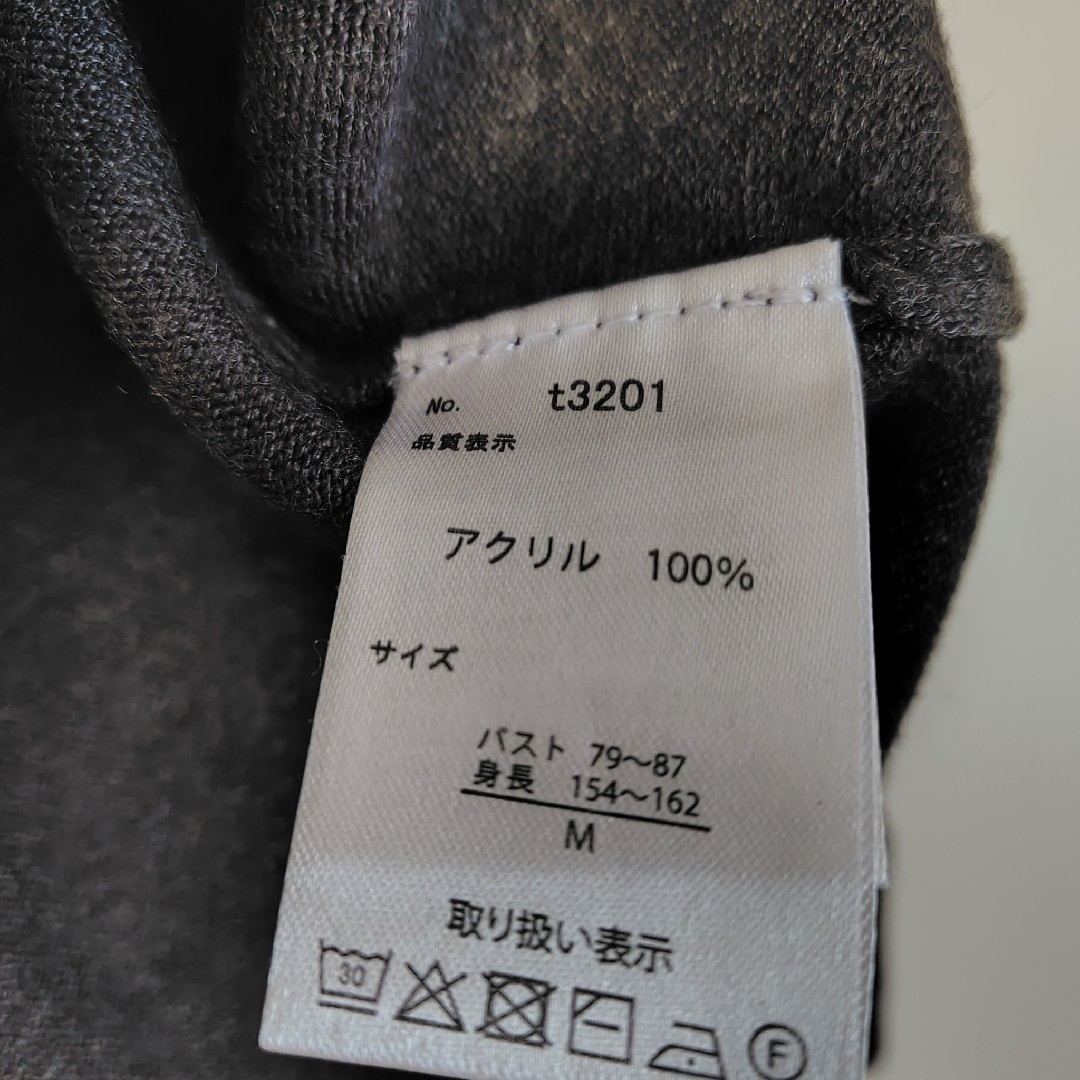 No. t3201
品質表示
アクリル 100%
サイズ
バスト 79〜87
身長 154〜162
M
取り扱い表示
30
F